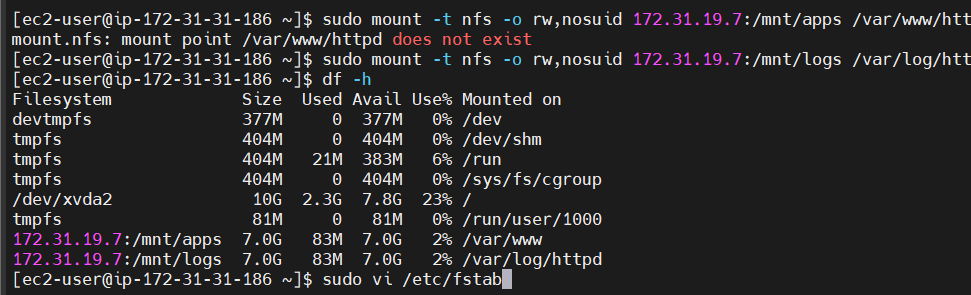 [ec2-user@ip-172-31-31-186 ~]$ sudo mount -t nfs -o rw,nosuid 172.31.19.7:/mnt/apps /var/www/htt
mount.nfs: mount point /var/www/httpd does not exist
[ec2-user@ip-172-31-31-186 ~]$ sudo mount -t nfs -o rw,nosuid 172.31.19.7:/mnt/logs /var/log/htt
[ec2-user@ip-172-31-31-186 ~]$ df -h
Filesystem             Size  Used Avail Use% Mounted on
devtmpfs               377M     0  377M   0% /dev
tmpfs                  404M     0  404M   0% /dev/shm
tmpfs                  404M   21M  383M   6% /run
tmpfs                  404M     0  404M   0% /sys/fs/cgroup
/dev/xvda2              10G  2.3G  7.8G  23% /
tmpfs                   81M     0   81M   0% /run/user/1000
172.31.19.7:/mnt/apps  7.0G   83M  7.0G   2% /var/www
172.31.19.7:/mnt/logs  7.0G   83M  7.0G   2% /var/log/httpd
[ec2-user@ip-172-31-31-186 ~]$ sudo vi /etc/fstab